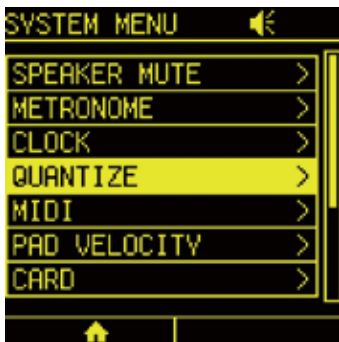 SYSTEM MENU
SPEAKER MUTE >
METRONOME >
CLOCK >
QUANTIZE >
MIDI >
PAD VELOCITY >
CARD >